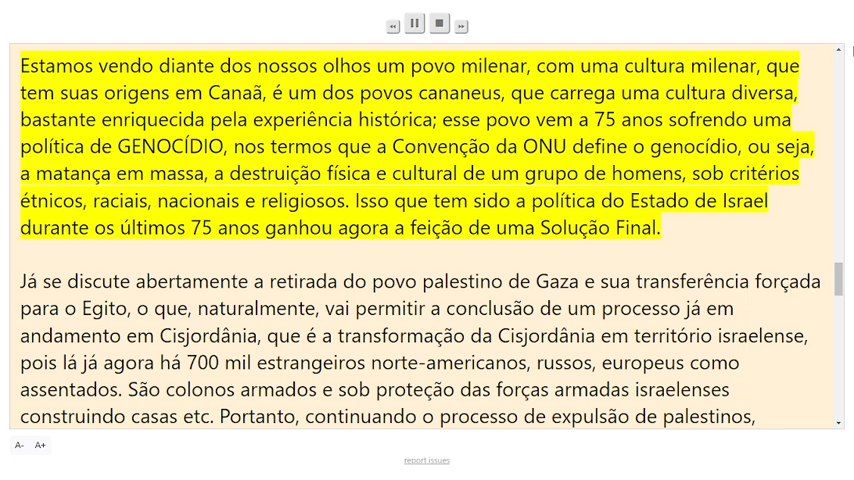 Estamos vendo diante dos nossos olhos um povo milenar, com uma cultura milenar, que
tem suas origens em Canaã, é um dos povos cananeus, que carrega uma cultura diversa,
bastante enriquecida pela experiência histórica; esse povo vem a 75 anos sofrendo uma
política de GENOCÍDIO, nos termos que a Convenção da ONU define o genocídio, ou seja,
a matança em massa, a destruição física e cultural de um grupo de homens, sob critérios
étnicos, raciais, nacionais e religiosos. Isso que tem sido a política do Estado de Israel
durante os últimos 75 anos ganhou agora a feição de uma Solução Final.
Já se discute abertamente a retirada do povo palestino de Gaza e sua transferência forçada
para o Egito, o que, naturalmente, vai permitir a conclusão de um processo já em
andamento em Cisjordânia, que é a transformação da Cisjordânia em território israelense,
pois lá já agora há 700 mil estrangeiros norte-americanos, russos, europeus como
assentados. São colonos armados e sob proteção das forças armadas israelenses
construindo casas etc. Portanto, continuando o processo de expulsão de palestinos,
A- A+
report issues